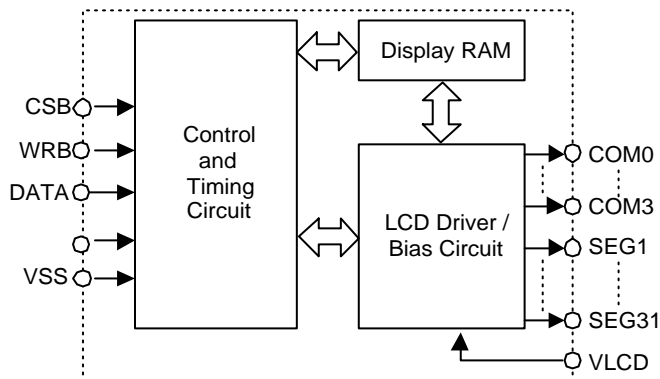 Display RAM
CSB
WRB
DATA
VSS
Control
and
Timing
Circuit
LCD Driver /
Bias Circuit
COM0
COM3
SEG1
SEG31
VLCD